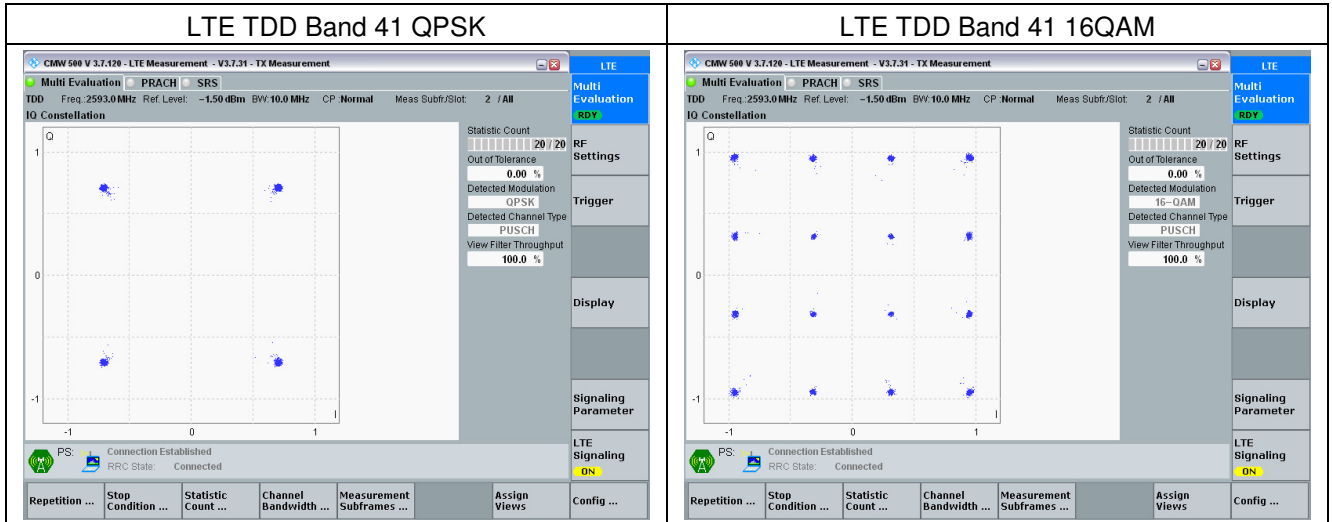 LTE TDD Band 41 QPSK
CMW 500 V 3.7.120 - LTE Measurement - V3.7.31 - TX Measurement
LTE
Multi Evaluation PRACH SRS
Multi
Evaluation
RDY
TDD Freq.:2593.0 MHz Ref. Level: -1.50 dBm BW:10.0 MHz CP :Normal Meas Subfr./Slot: 2 / All
IQ Constellation
Q
1
0
-1
-1 0 1
I
Statistic Count
20 / 20
Out of Tolerance
0.00 %
Detected Modulation
QPSK
Detected Channel Type
PUSCH
View Filter Throughput
100.0 %
RF
Settings
Trigger
Display
Signaling
Parameter
LTE
Signaling
ON
PS: Connection Established
RRC State: Connected
Repetition ... Stop Condition ... Statistic Count ... Channel Bandwidth ... Measurement Subframes ... Assign Views Config ...
LTE TDD Band 41 16QAM
CMW 500 V 3.7.120 - LTE Measurement - V3.7.31 - TX Measurement
LTE
Multi Evaluation PRACH SRS
Multi
Evaluation
RDY
TDD Freq.:2593.0 MHz Ref. Level: -1.50 dBm BW:10.0 MHz CP :Normal Meas Subfr./Slot: 2 / All
IQ Constellation
Q
1
0
-1
-1 0 1
I
Statistic Count
20 / 20
Out of Tolerance
0.00 %
Detected Modulation
16-QAM
Detected Channel Type
PUSCH
View Filter Throughput
100.0 %
RF
Settings
Trigger
Display
Signaling
Parameter
LTE
Signaling
ON
PS: Connection Established
RRC State: Connected
Repetition ... Stop Condition ... Statistic Count ... Channel Bandwidth ... Measurement Subframes ... Assign Views Config ...